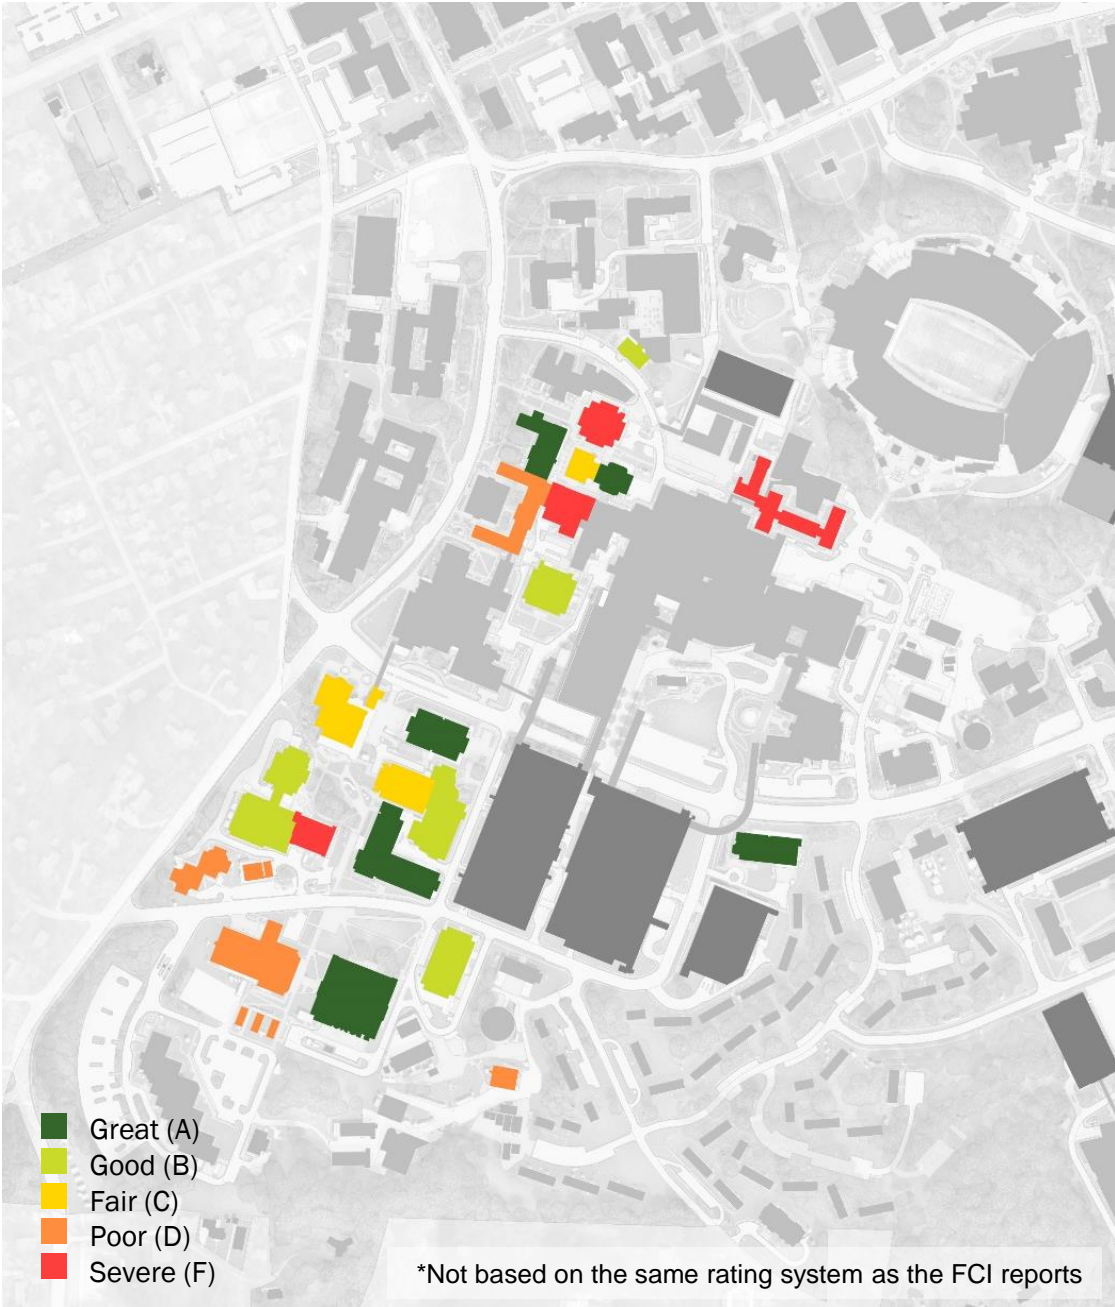 Great (A)
Good (B)
Fair (C)
Poor (D)
Severe (F)
*Not based on the same rating system as the FCI reports